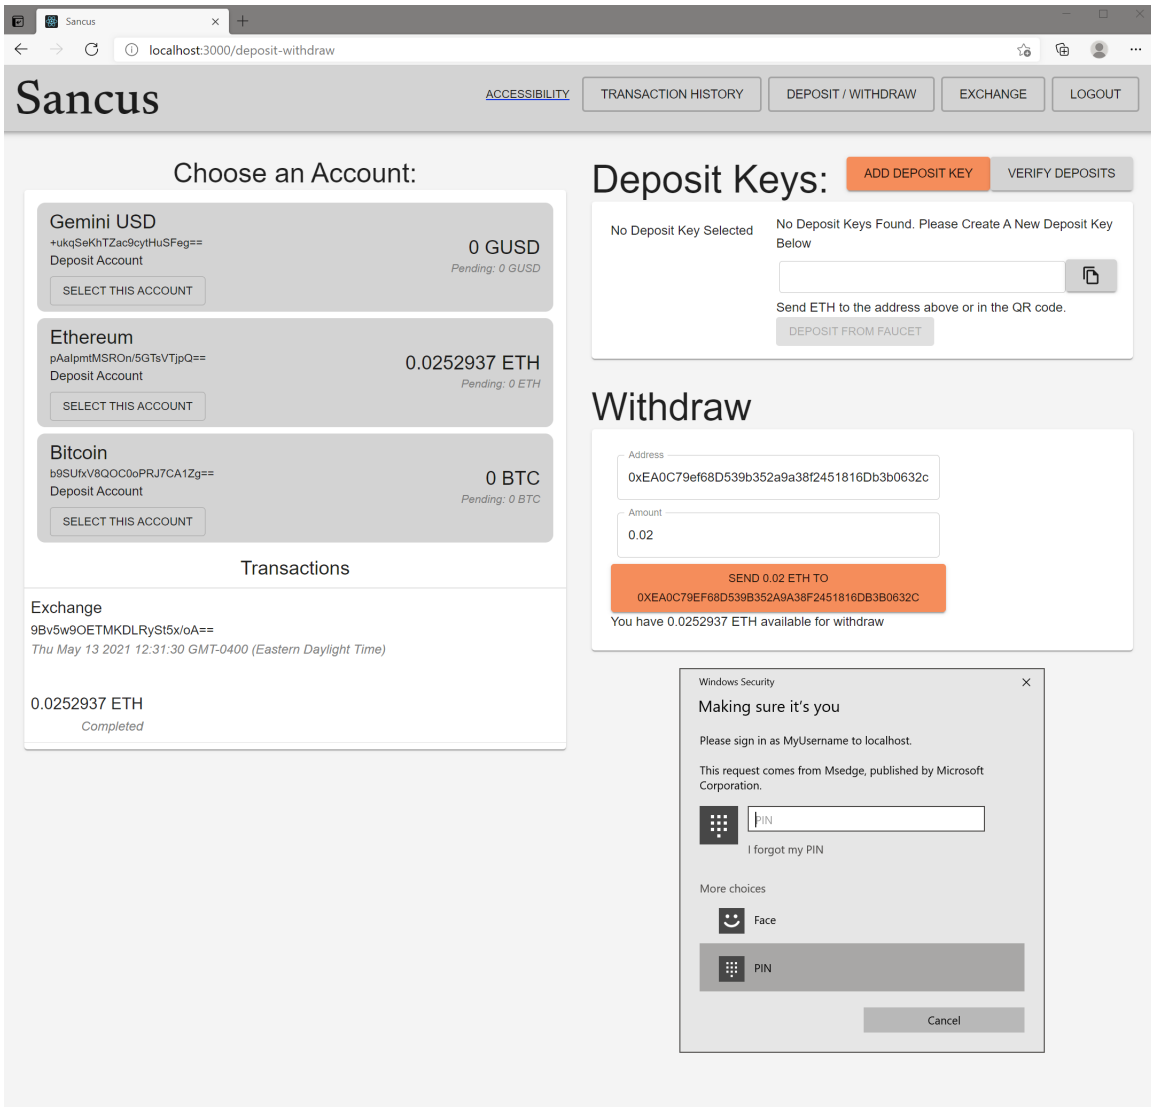 Sancus
localhost:3000/deposit-withdraw
Sancus
ACCESSIBILITY
TRANSACTION HISTORY
DEPOSIT / WITHDRAW
EXCHANGE
LOGOUT
Choose an Account:
Gemini USD
+ukqSeKhTZac9cytHuSFeg==
Deposit Account
0 GUSD
Pending: 0 GUSD
SELECT THIS ACCOUNT
Ethereum
pAaIpmtMSROn/5GTsVTjpQ==
Deposit Account
0.0252937 ETH
Pending: 0 ETH
SELECT THIS ACCOUNT
Bitcoin
b9SUfxV8QOC0oPRJ7CA1Zg==
Deposit Account
0 BTC
Pending: 0 BTC
SELECT THIS ACCOUNT
Transactions
Exchange
9Bv5w9OETMKDLRySt5x/oA==
Thu May 13 2021 12:31:30 GMT-0400 (Eastern Daylight Time)
0.0252937 ETH
Completed
Deposit Keys:
ADD DEPOSIT KEY
VERIFY DEPOSITS
No Deposit Key Selected
No Deposit Keys Found. Please Create A New Deposit Key
Below
Send ETH to the address above or in the QR code.
DEPOSIT FROM FAUCET
Withdraw
Address
0xEA0C79ef68D539b352a9a38f2451816Db3b0632c
Amount
0.02
SEND 0.02 ETH TO
0XEA0C79EF68D539B352A9A38F2451816DB3B0632C
You have 0.0252937 ETH available for withdraw
Windows Security
Making sure it's you
Please sign in as MyUsername to localhost.
This request comes from Msedge, published by Microsoft
Corporation.
PIN
I forgot my PIN
More choices
Face
PIN
Cancel